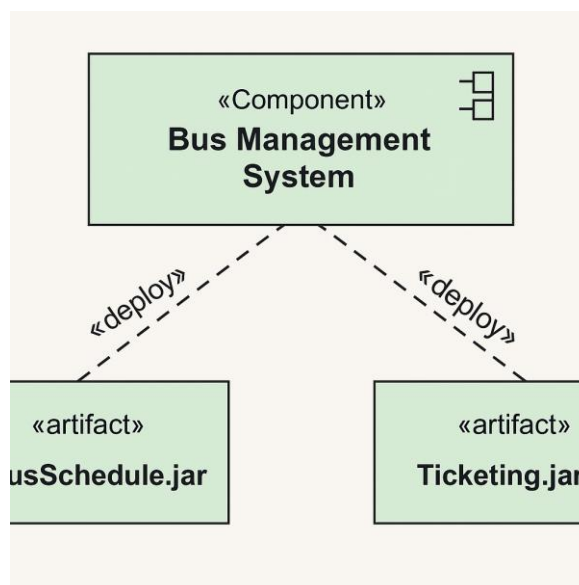 «Component»
Bus Management
System
«deploy»
«deploy»
«artifact»
usSchedule.jar
«artifact»
Ticketing.jar